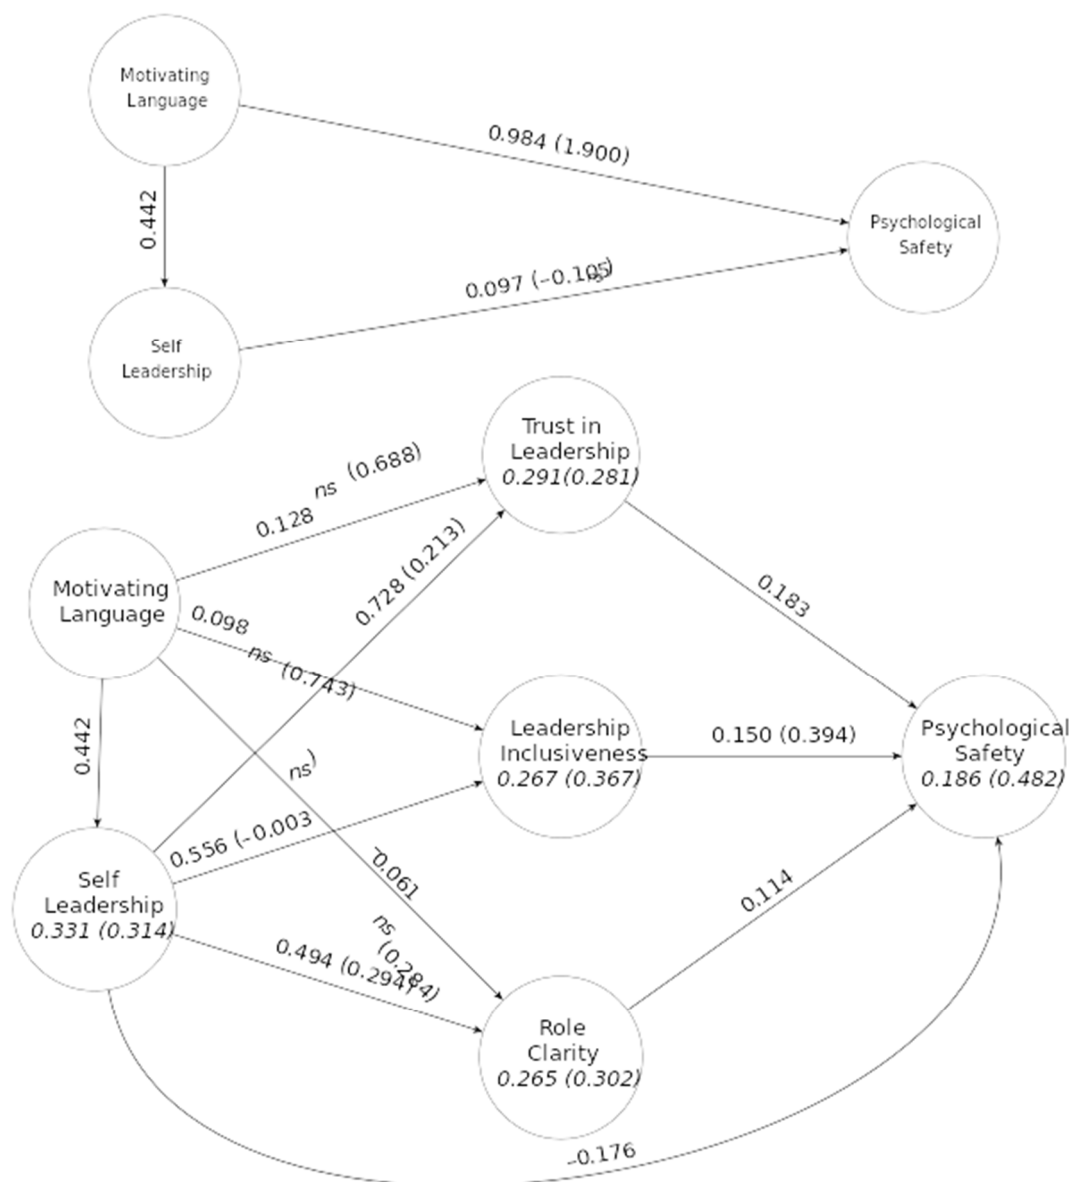 Motivating
Language
0.984 (1.900)
0.442
Psychological
Safety
0.097 (−0.105
ns)
Self
Leadership
Trust in
Leadership
0.291(0.281)
ns (0.688)
0.128
0.728 (0.213)
Motivating
Language
0.098
ns (0.743)
0.183
0.442
Leadership
Inclusiveness
0.267 (0.367)
0.150 (0.394)
Psychological
Safety
0.186 (0.482)
ns)
0.556 (−0.003
−0.061
ns
(0.284)
Self
Leadership
0.331 (0.314)
0.494 (0.294)
0.114
Role
Clarity
0.265 (0.302)
−0.176